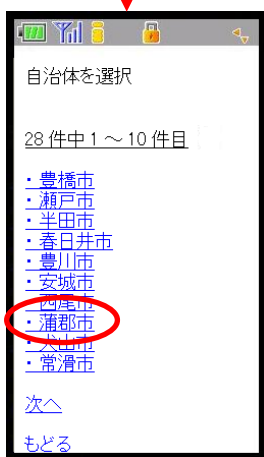 自治体を選択
28件中1～10件目
・豊橋市
・瀬戸市
・半田市
・春日井市
・豊川市
・安城市
・西尾市
・蒲郡市
・犬山市
・常滑市
次へ
もどる